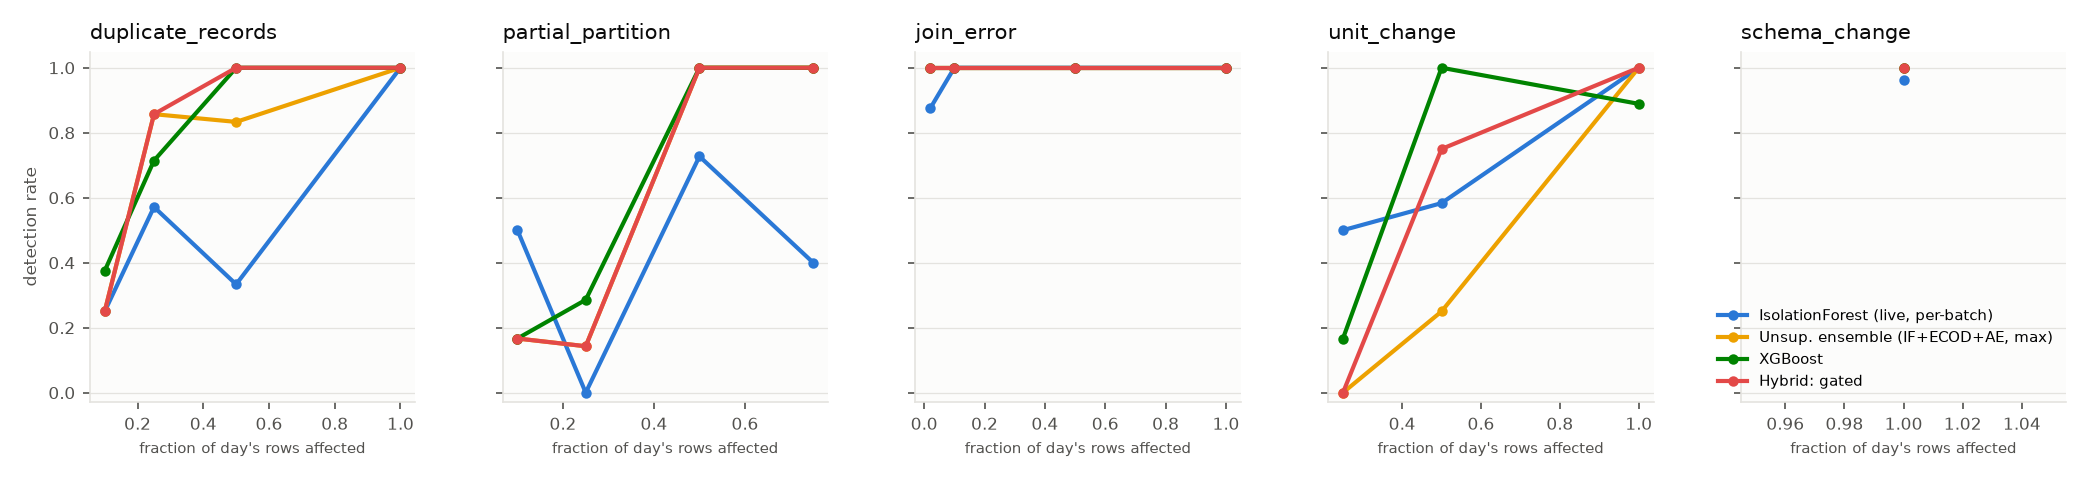 duplicate_records
partial_partition
join_error
unit_change
schema_change
detection rate
1.0
0.8
0.6
0.4
0.2
0.0
0.2 0.4 0.6 0.8 1.0
0.2 0.4 0.6
0.0 0.2 0.4 0.6 0.8 1.0
0.4 0.6 0.8 1.0
0.96 0.98 1.00 1.02 1.04
fraction of day's rows affected
fraction of day's rows affected
fraction of day's rows affected
fraction of day's rows affected
fraction of day's rows affected
IsolationForest (live, per-batch)
Unsup. ensemble (IF+ECOD+AE, max)
XGBoost
Hybrid: gated